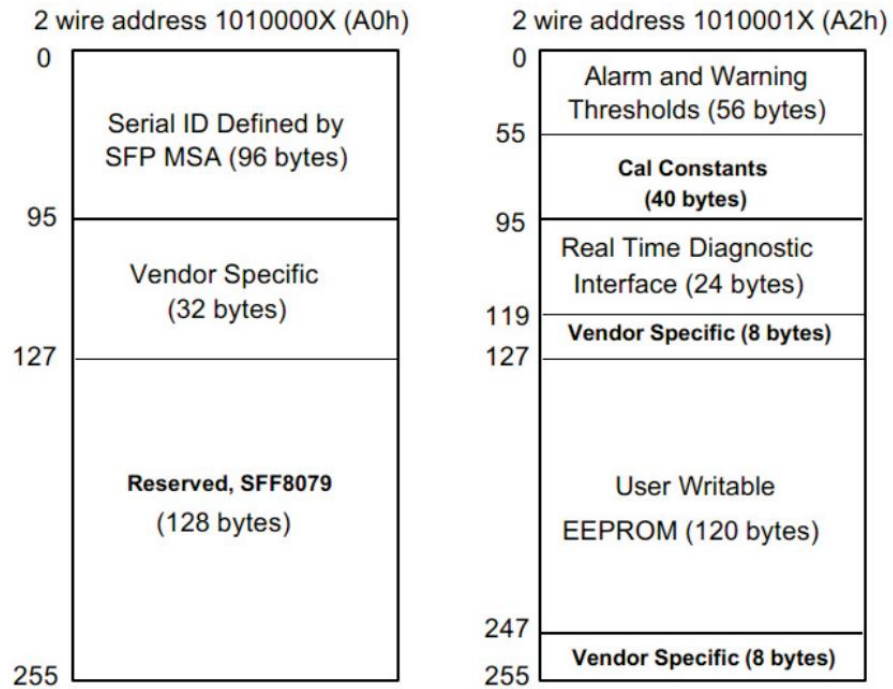 2 wire address 1010000X (A0h)
0
Serial ID Defined by
SFP MSA (96 bytes)
95
Vendor Specific
(32 bytes)
127
Reserved, SFF8079
(128 bytes)
255
2 wire address 1010001X (A2h)
0
Alarm and Warning
Thresholds (56 bytes)
55
Cal Constants
(40 bytes)
95
Real Time Diagnostic
Interface (24 bytes)
119
Vendor Specific (8 bytes)
127
User Writable
EEPROM (120 bytes)
247
Vendor Specific (8 bytes)
255